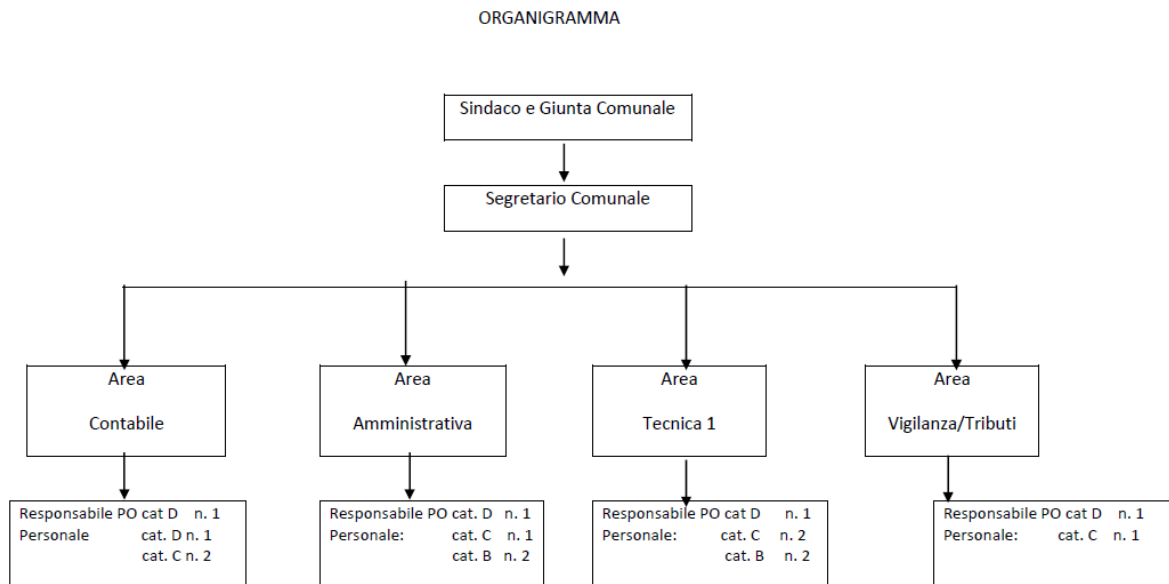 ORGANIGRAMMA
Sindaco e Giunta Comunale
Segretario Comunale
Area
Contabile
Area
Amministrativa
Area
Tecnica 1
Area
Vigilanza/Tributi
Responsabile PO cat D n. 1
Personale cat. D n. 1
cat. C n. 2
Responsabile PO cat. D n. 1
Personale: cat. C n. 1
cat. B n. 2
Responsabile PO cat D n. 1
Personale: cat. C n. 2
cat. B n. 2
Responsabile PO cat D n. 1
Personale: cat. C n. 1